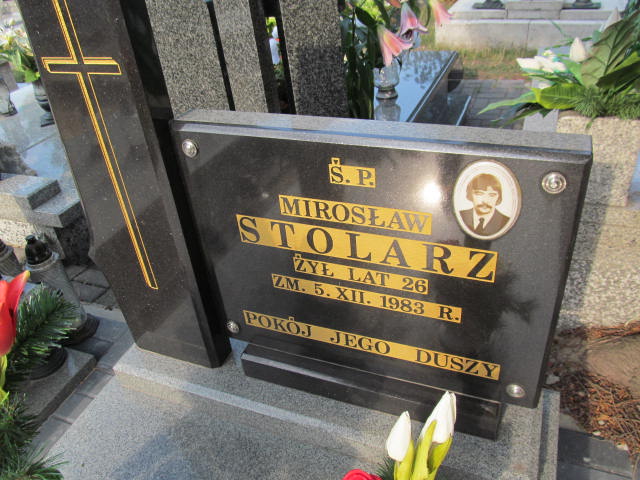 Ś. P.
MIROSŁAW
STOLARZ
ŻYŁ LAT 26
ZM. 5. XII. 1983 R.
POKÓJ JEGO DUSZY